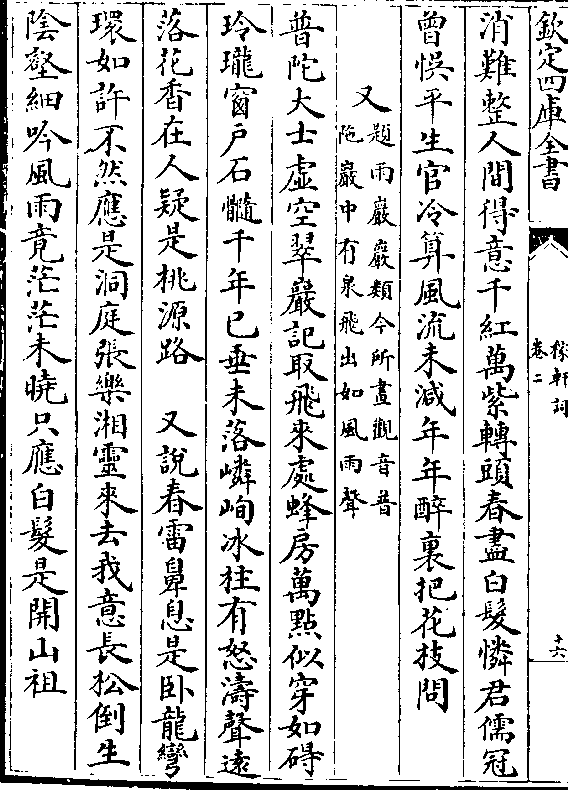 欽定四庫全書
稼軒詞
卷二
十六
消難整人間得意千紅萬紫轉頭春盡白髮憐君儒冠
曾悞平生官冷算風流未減年年醉裏把花枝問
又
題雨巖巖類今所畫觀音普
陁巖中有泉飛出如風雨聲
普陀大士虛空翠巖記取飛來處蜂房萬點似穿如碍
玲瓏窗戶石髓千年已垂未落嶙峋冰柱有怒濤聲遠
落花香在人疑是桃源路　又說春雷鼻息是卧龍彎
環如許不然應是洞庭張樂湘靈來去我意長松倒生
陰壑細吟風雨竟茫茫未曉只應白髮是開山祖